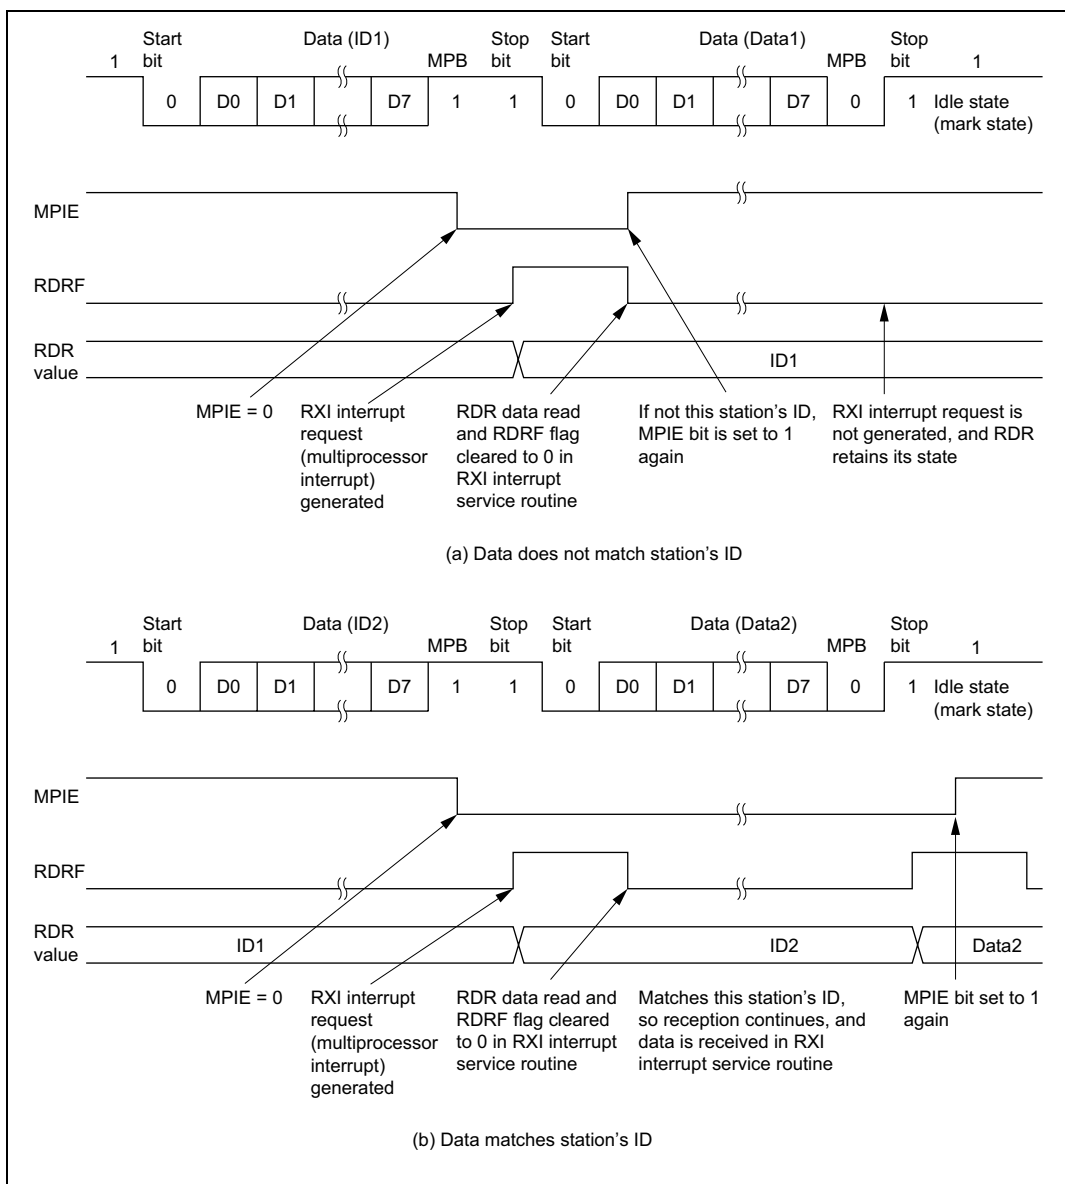 Start bit
Data (ID1)
Stop bit
Start bit
Data (Data1)
Stop bit
1
MPB
MPB
1
0
D0
D1
D7
1
1
0
D0
D1
D7
0
1
Idle state
(mark state)
MPIE
RDRF
RDR
value
ID1
MPIE = 0
RXI interrupt
request
(multiprocessor
interrupt)
generated
RDR data read
and RDRF flag
cleared to 0 in
RXI interrupt
service routine
If not this station's ID,
MPIE bit is set to 1
again
RXI interrupt request is
not generated, and RDR
retains its state
(a) Data does not match station's ID
Start bit
Data (ID2)
Stop bit
Start bit
Data (Data2)
Stop bit
1
MPB
MPB
1
0
D0
D1
D7
1
1
0
D0
D1
D7
0
1
Idle state
(mark state)
MPIE
RDRF
RDR
value
ID1
ID2
Data2
MPIE = 0
RXI interrupt
request
(multiprocessor
interrupt)
generated
RDR data read and
RDRF flag cleared
to 0 in RXI interrupt
service routine
Matches this station's ID,
so reception continues, and
data is received in RXI
interrupt service routine
MPIE bit set to 1
again
(b) Data matches station's ID